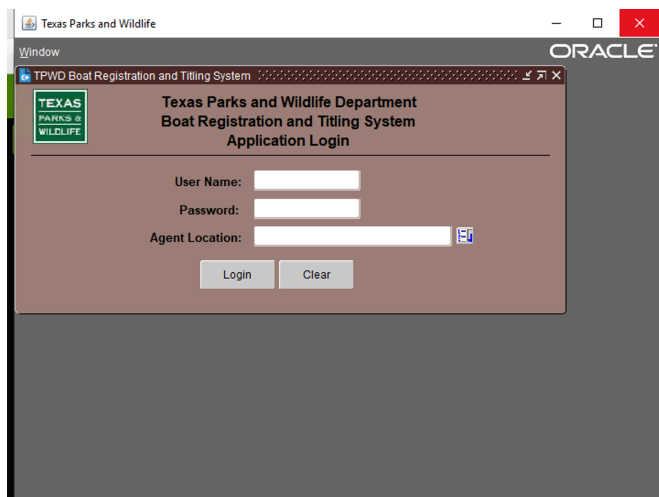 Texas Parks and Wildlife
Window
ORACLE
TPWD Boat Registration and Titling System
TEXAS
PARKS &
WILDLIFE
Texas Parks and Wildlife Department
Boat Registration and Titling System
Application Login
User Name:
Password:
Agent Location:
Login Clear